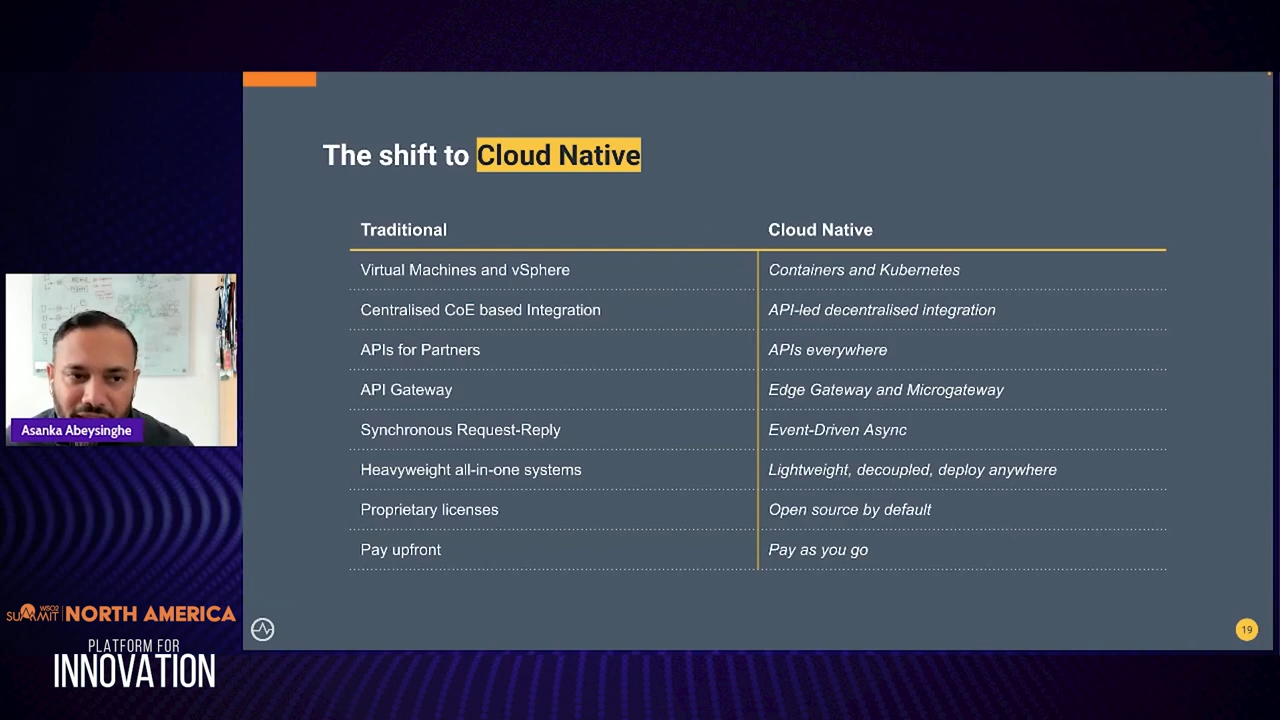 The shift to Cloud Native
Traditional Cloud Native
Virtual Machines and vSphere Containers and Kubernetes
Centralised CoE based Integration API-led decentralised integration
APIs for Partners APIs everywhere
API Gateway Edge Gateway and Microgateway
Synchronous Request-Reply Event-Driven Async
Heavyweight all-in-one systems Lightweight, decoupled, deploy anywhere
Proprietary licenses Open source by default
Pay upfront Pay as you go
19
Asanka Abeysinghe
WSO2
SUMMIT NORTH AMERICA
PLATFORM FOR
INNOVATION